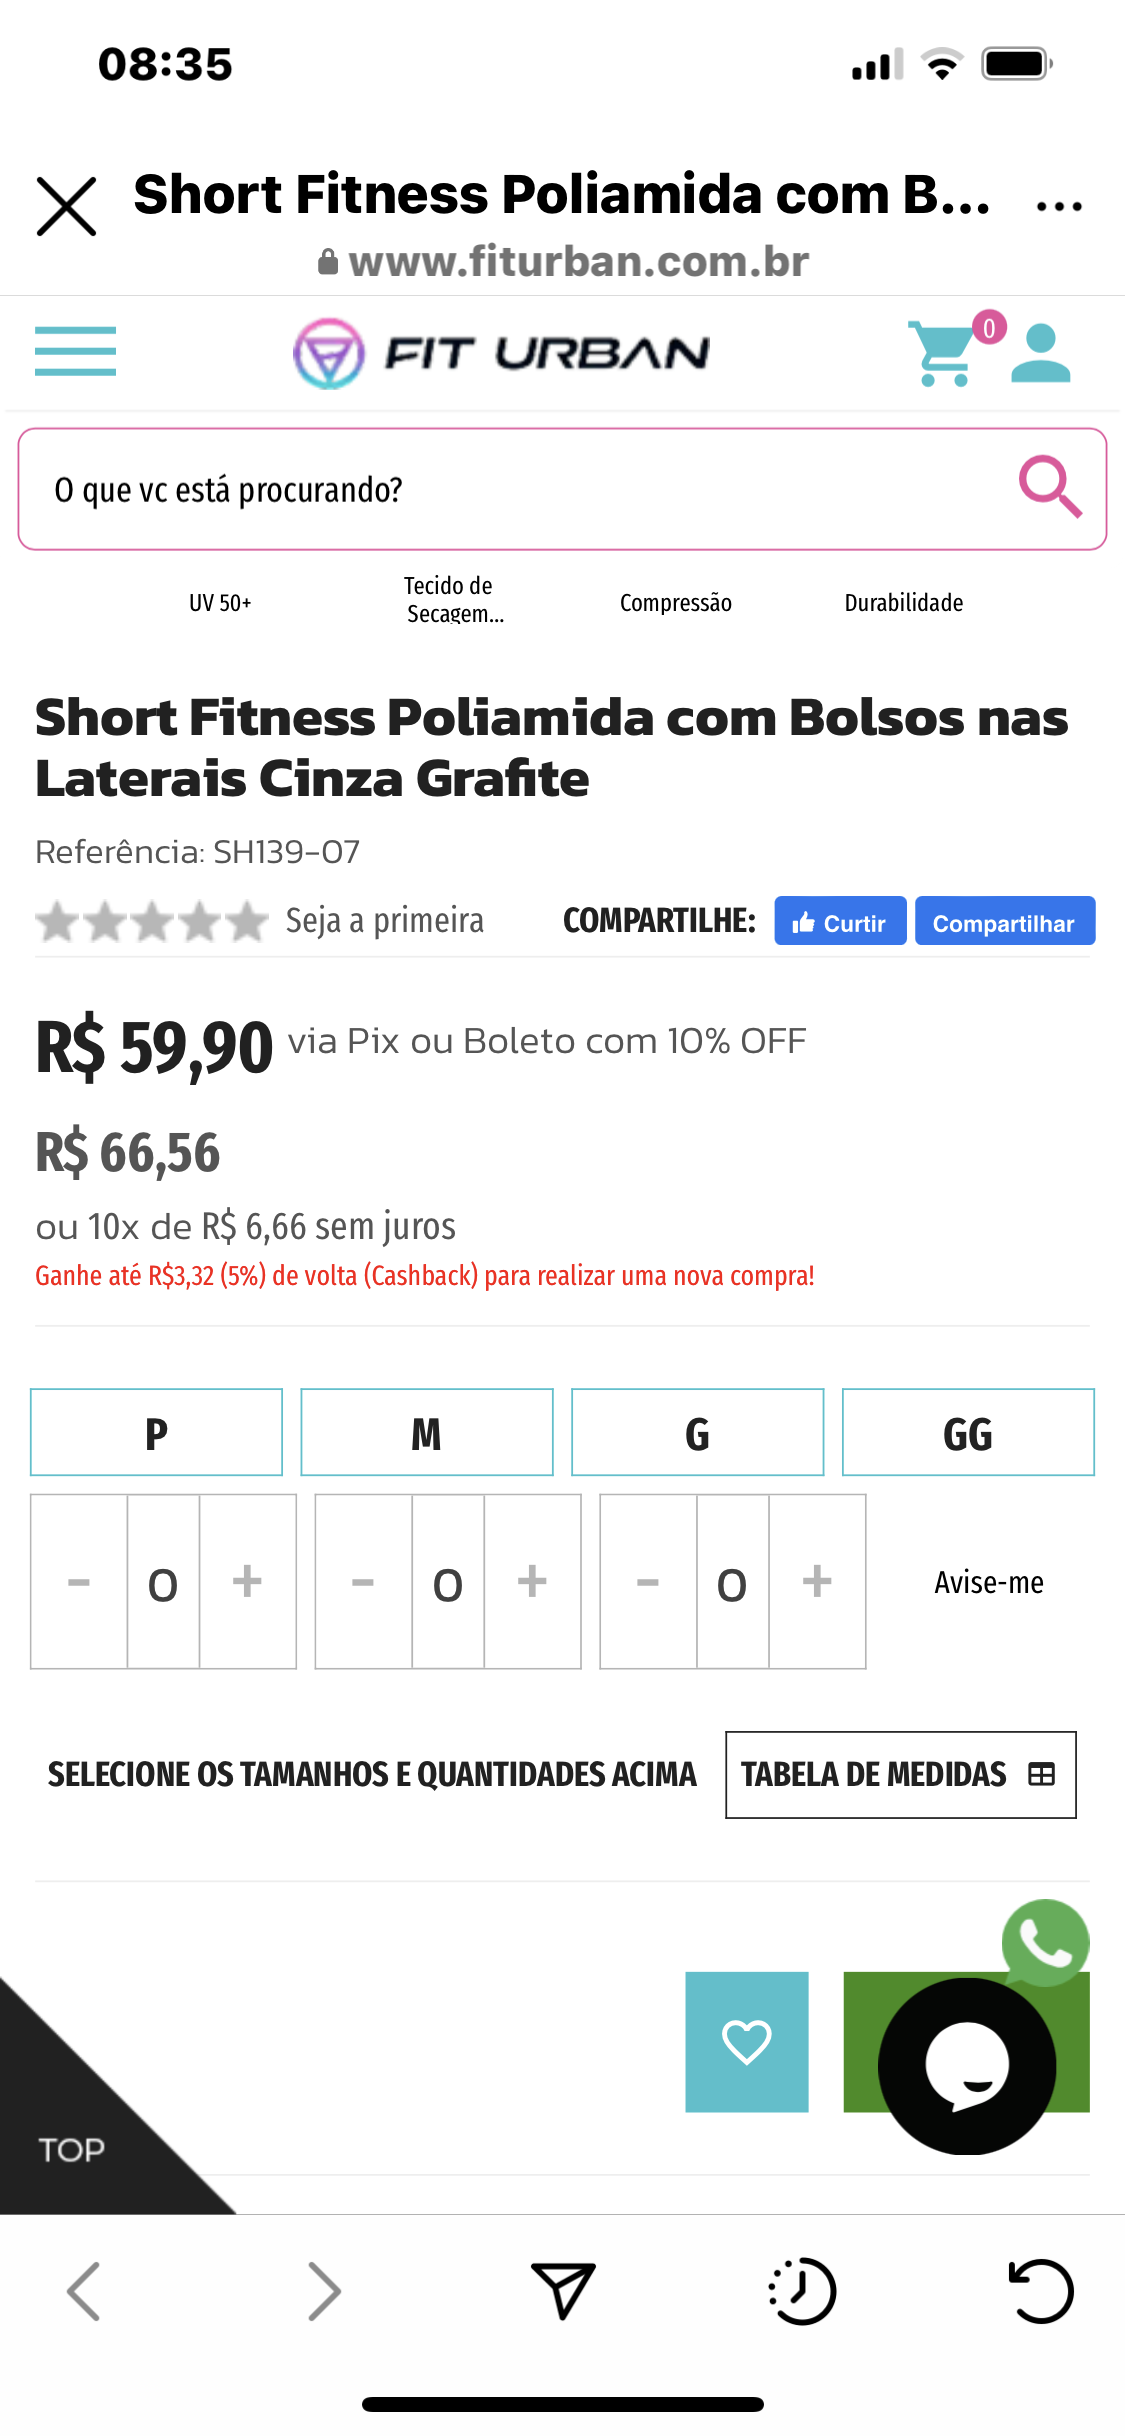 08:35
Short Fitness Poliamida com B...
www.fiturban.com.br
FIT URBAN
0
O que vc está procurando?
UV 50+
Tecido de
Secagem...
Compressão
Durabilidade
Short Fitness Poliamida com Bolsos nas
Laterais Cinza Grafite
Referência: SH139-07
Seja a primeira
COMPARTILHE:
Curtir
Compartilhar
R$ 59,90 via Pix ou Boleto com 10% OFF
R$ 66,56
ou 10x de R$ 6,66 sem juros
Ganhe até R$3,32 (5%) de volta (Cashback) para realizar uma nova compra!
P M G GG
- 0 + - 0 + - 0 + Avise-me
SELECIONE OS TAMANHOS E QUANTIDADES ACIMA
TABELA DE MEDIDAS
TOP